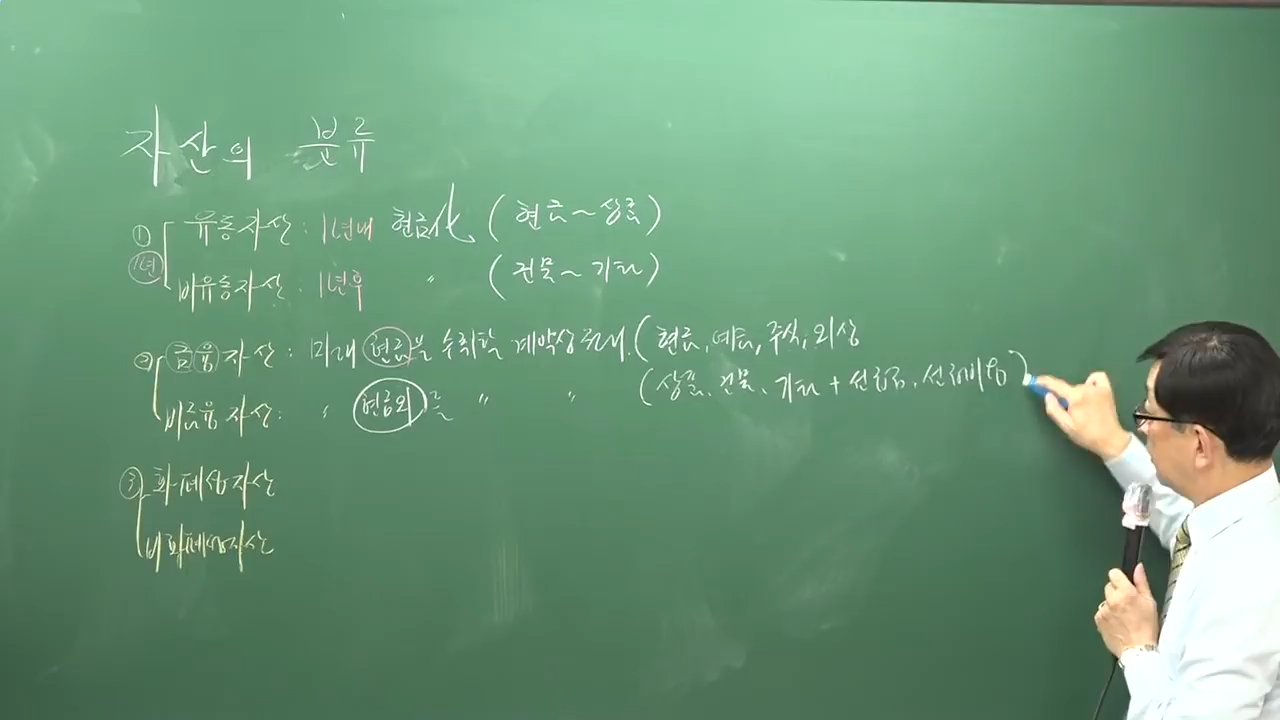 자산의 분류
① 유동자산 : 1년내 현금化 (현금~상품)
1년 비유동자산 : 1년후 〃 (건물~기타)
② 금융자산 : 미래 현금을 수취할 계약상 권리. (현금, 예금, 주식, 외상
비금융자산 : 〃 현금외를 〃 〃 (상품, 건물, 기타 + 선급금, 선급비용)
③ 화폐성자산
비화폐성자산